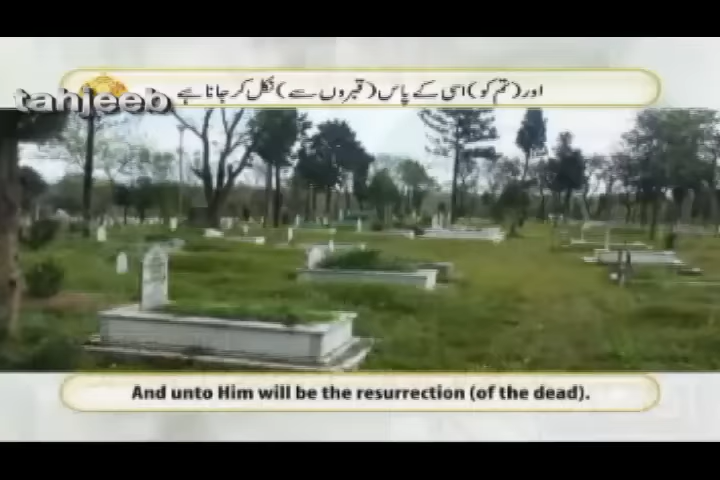 tahjeeb
اور (تم کو) اسی کے پاس (قبروں سے) نکل کر جانا ہے
And unto Him will be the resurrection (of the dead).